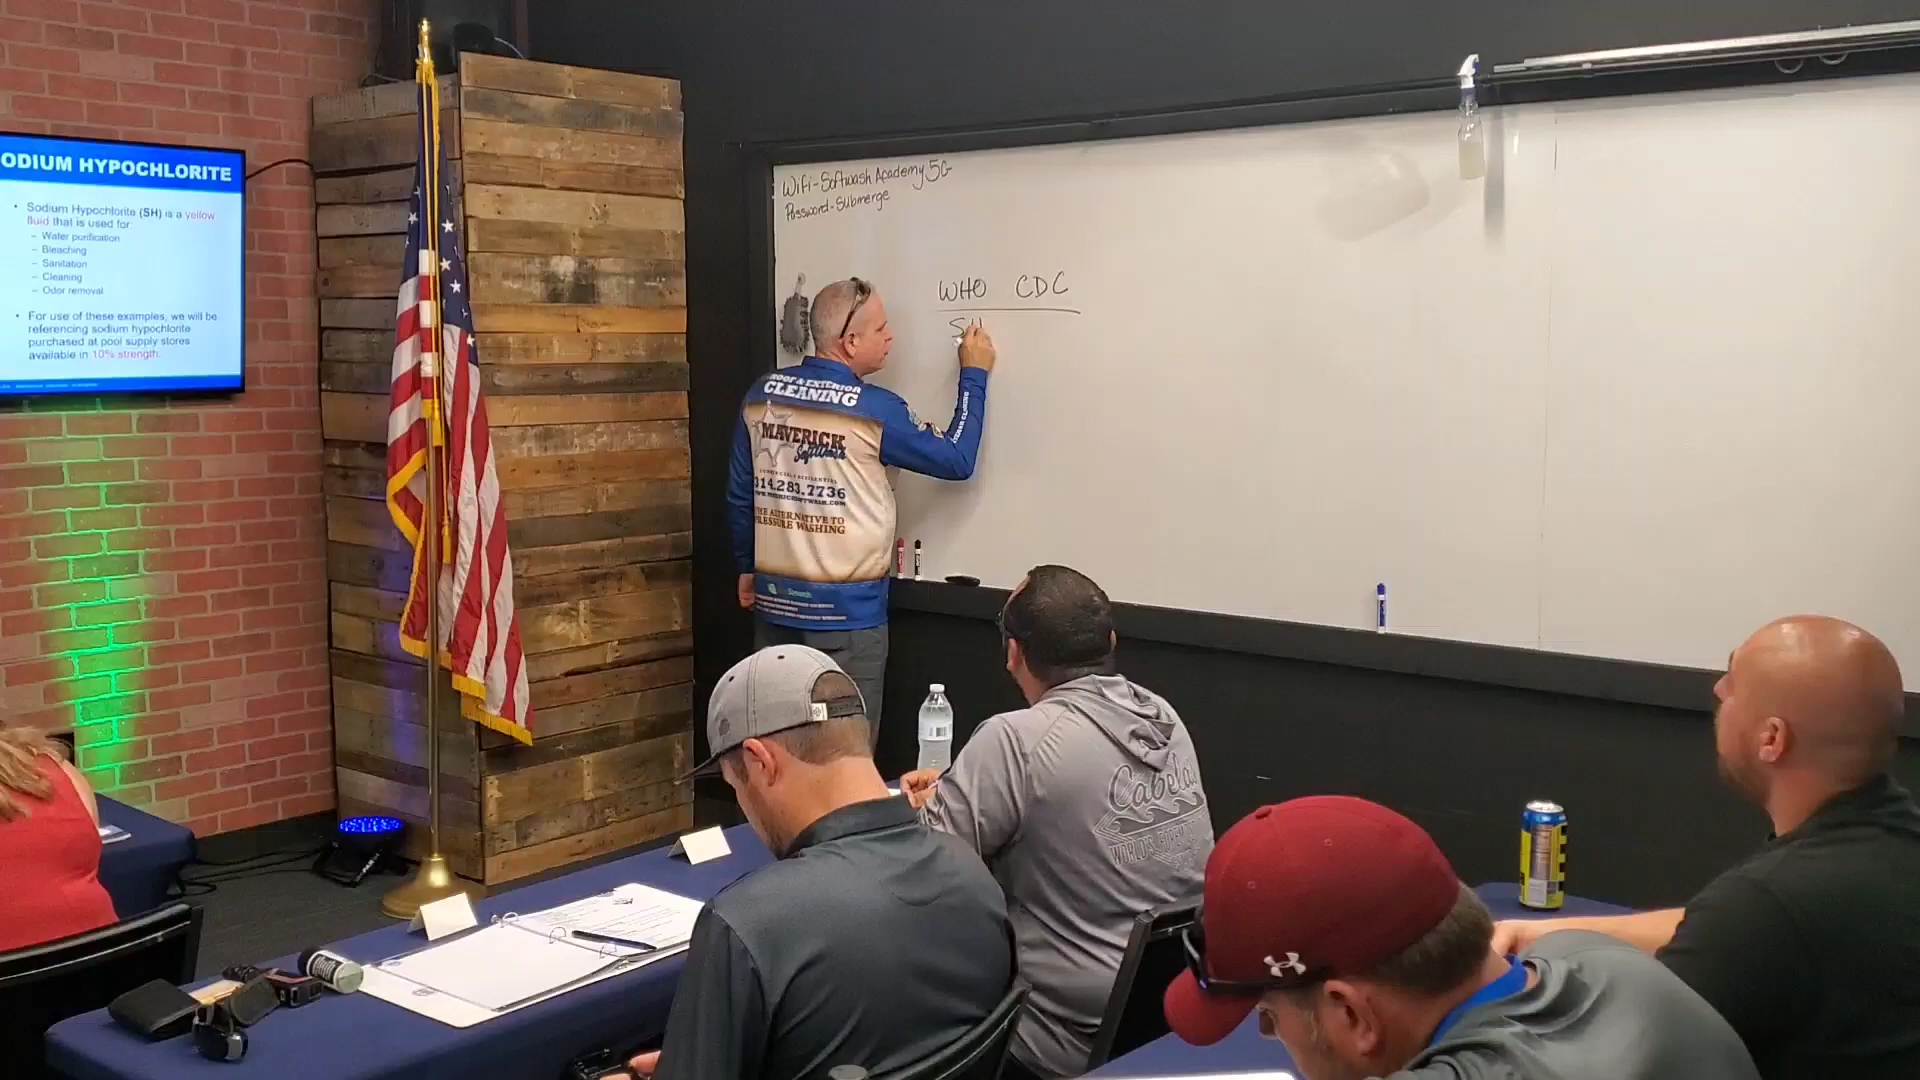 ODIUM HYPOCHLORITE
• Sodium Hypochlorite (SH) is a yellow
fluid that is used for:
– Water purification
– Bleaching
– Sanitation
– Cleaning
– Odor removal
• For use of these examples, we will be
referencing sodium hypochlorite
purchased at pool supply stores
available in 10% strength.
Wifi-Softwash Academy 5G
Password-Submerge
WHO CDC
SH
ROOF & EXTERIOR
CLEANING
MAVERICK
SoftWash
314.283.7736
THE ALTERNATIVE TO
PRESSURE WASHING
Cabela
WORLD'S